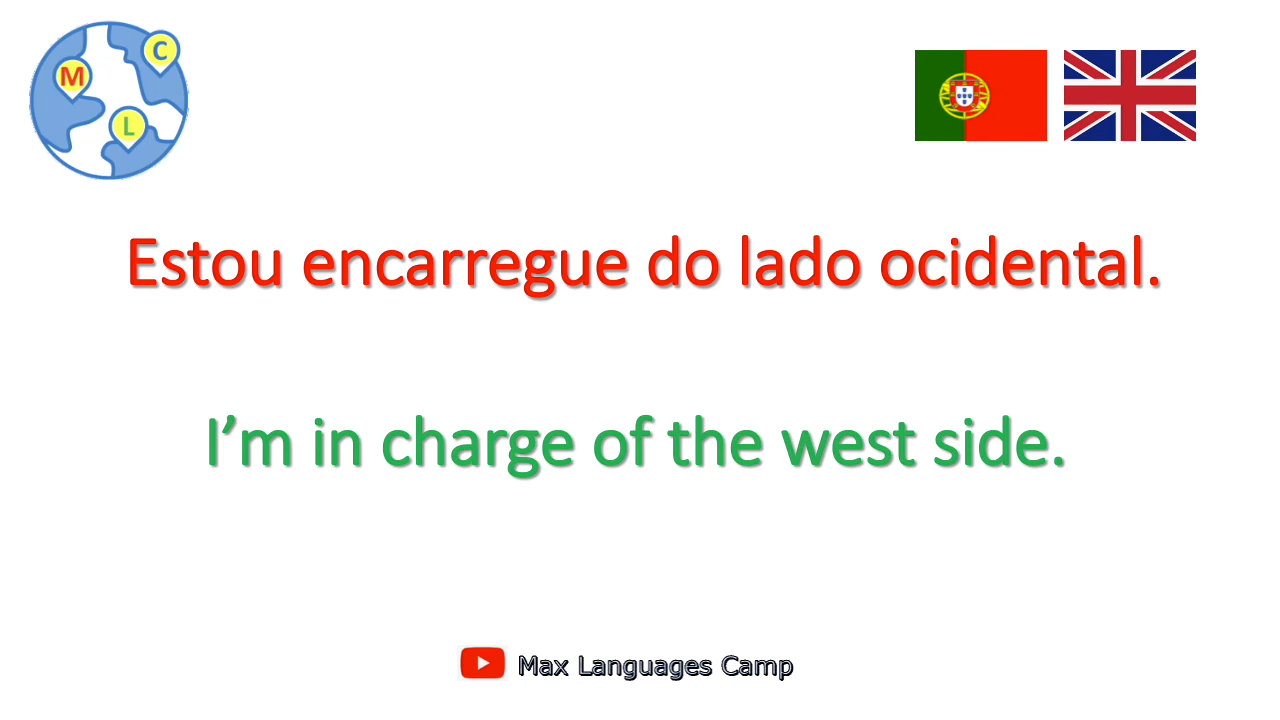 M
C
L
Estou encarregue do lado ocidental.
I’m in charge of the west side.
Max Languages Camp